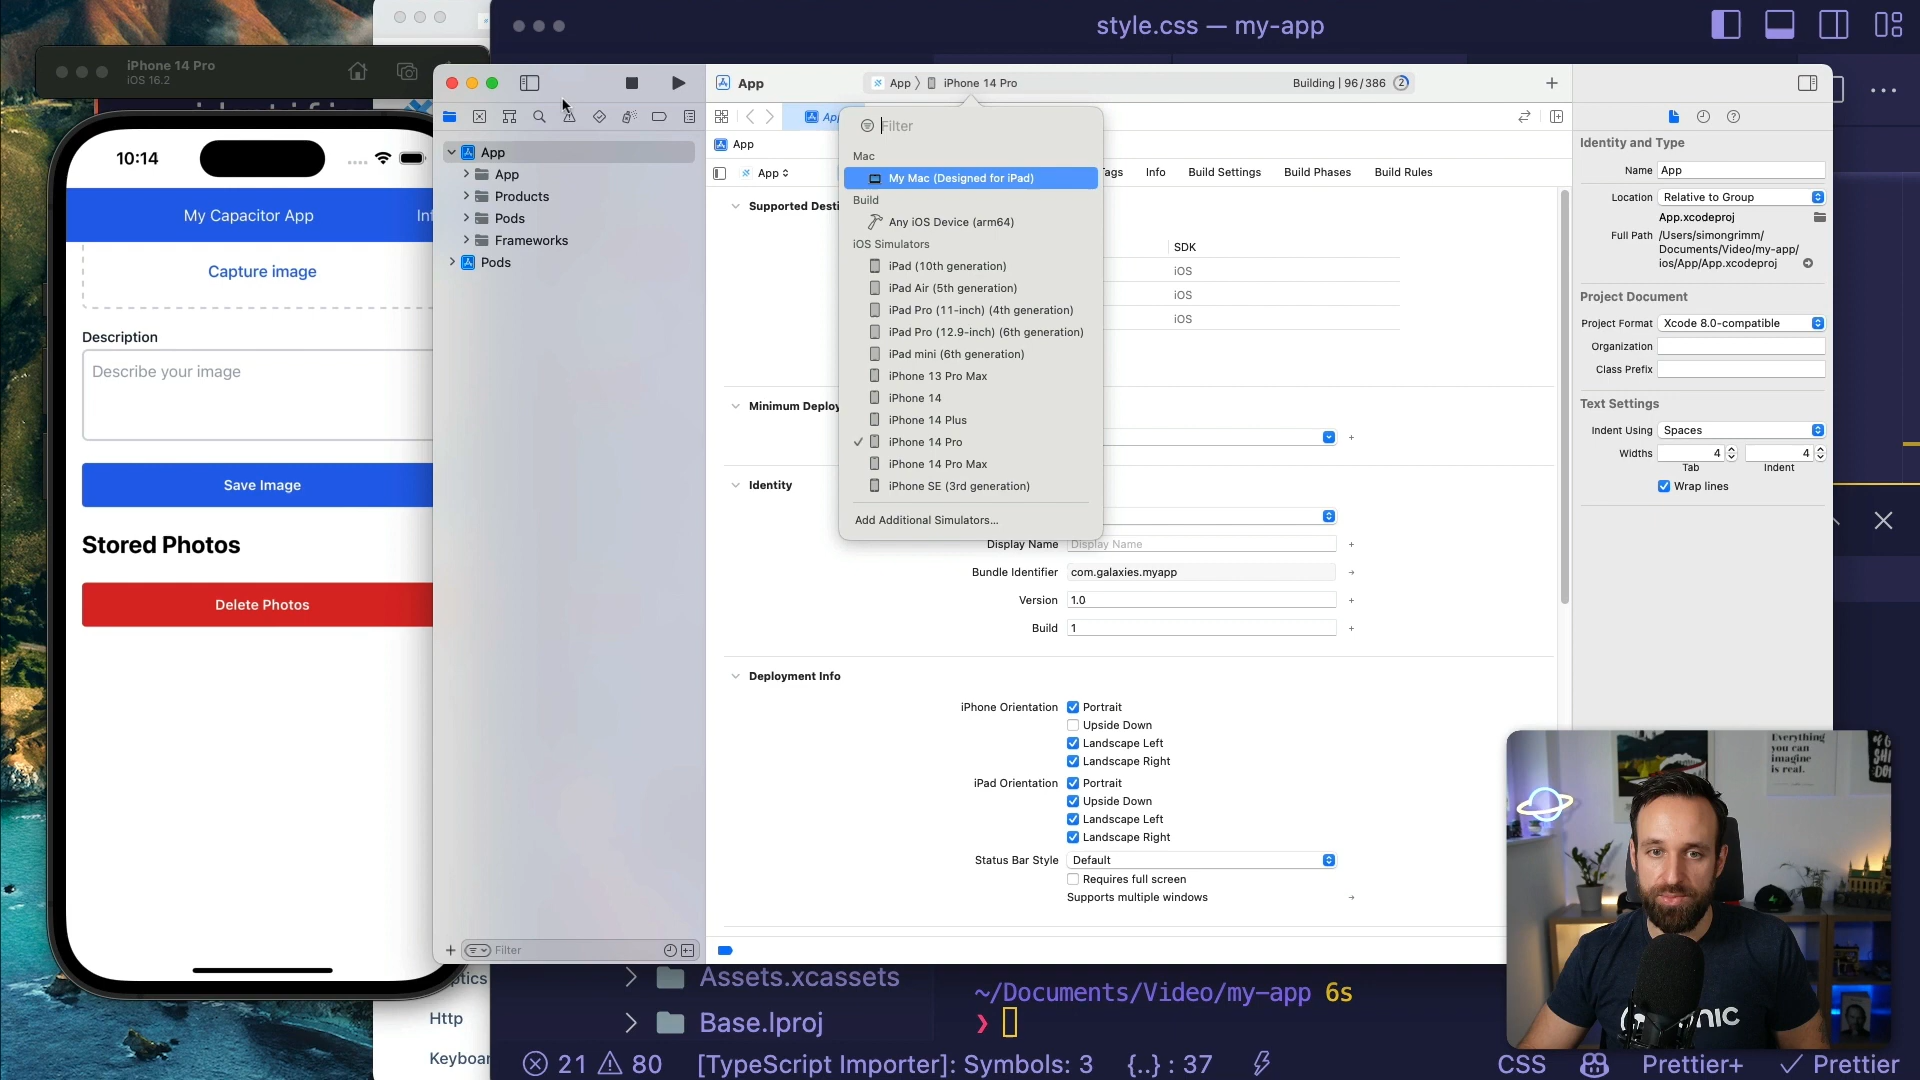 style.css — my-app
iPhone 14 Pro
iOS 16.2
10:14
My Capacitor App
Capture image
Description
Describe your image
Save Image
Stored Photos
Delete Photos
Http
App
App
Products
Pods
Frameworks
Pods
Filter
App
App
iPhone 14 Pro
Building | 96/386
2
App
App
Info
Build Settings
Build Phases
Build Rules
Filter
Mac
My Mac (Designed for iPad)
Build
Any iOS Device (arm64)
iOS Simulators
iPad (10th generation)
iPad Air (5th generation)
iPad Pro (11-inch) (4th generation)
iPad Pro (12.9-inch) (6th generation)
iPad mini (6th generation)
iPhone 13 Pro Max
iPhone 14
iPhone 14 Plus
iPhone 14 Pro
iPhone 14 Pro Max
iPhone SE (3rd generation)
Add Additional Simulators...
Supported Desti
SDK
iOS
iOS
iOS
Minimum Deploy
Identity
Display Name
Display Name
Bundle Identifier
com.galaxies.myapp
Version
1.0
Build
1
Deployment Info
iPhone Orientation
Portrait
Upside Down
Landscape Left
Landscape Right
iPad Orientation
Portrait
Upside Down
Landscape Left
Landscape Right
Status Bar Style
Default
Requires full screen
Supports multiple windows
Identity and Type
Name App
Location Relative to Group
App.xcodeproj
Full Path /Users/simongrimm/
Documents/Video/my-app/
ios/App/App.xcodeproj
Project Document
Project Format Xcode 8.0-compatible
Organization
Class Prefix
Text Settings
Indent Using Spaces
Widths 4 4
Tab Indent
Wrap lines
Everything
you can
imagine
is real.
Assets.xcassets
Base.lproj
~/Documents/Video/my-app 6s
❯
21 80 [TypeScript Importer]: Symbols: 3 {..} : 37
CSS Prettier+ ✓ Prettier